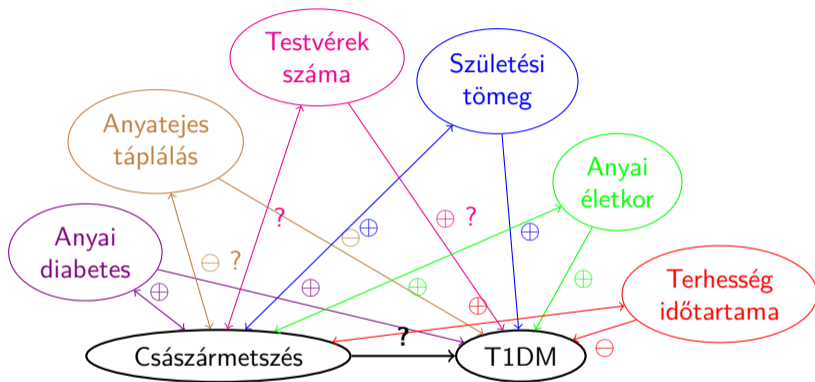 Testvérek
száma
Születési
tömeg
Anyatejes
táplálás
Anyai
életkor
Anyai
diabetes
Terhesség
időtartama
?
⊕
⊕ ?
⊕
⊖
⊖ ?
⊕
⊕
⊕
⊕
⊕
?
⊖
Császármetszés
T1DM